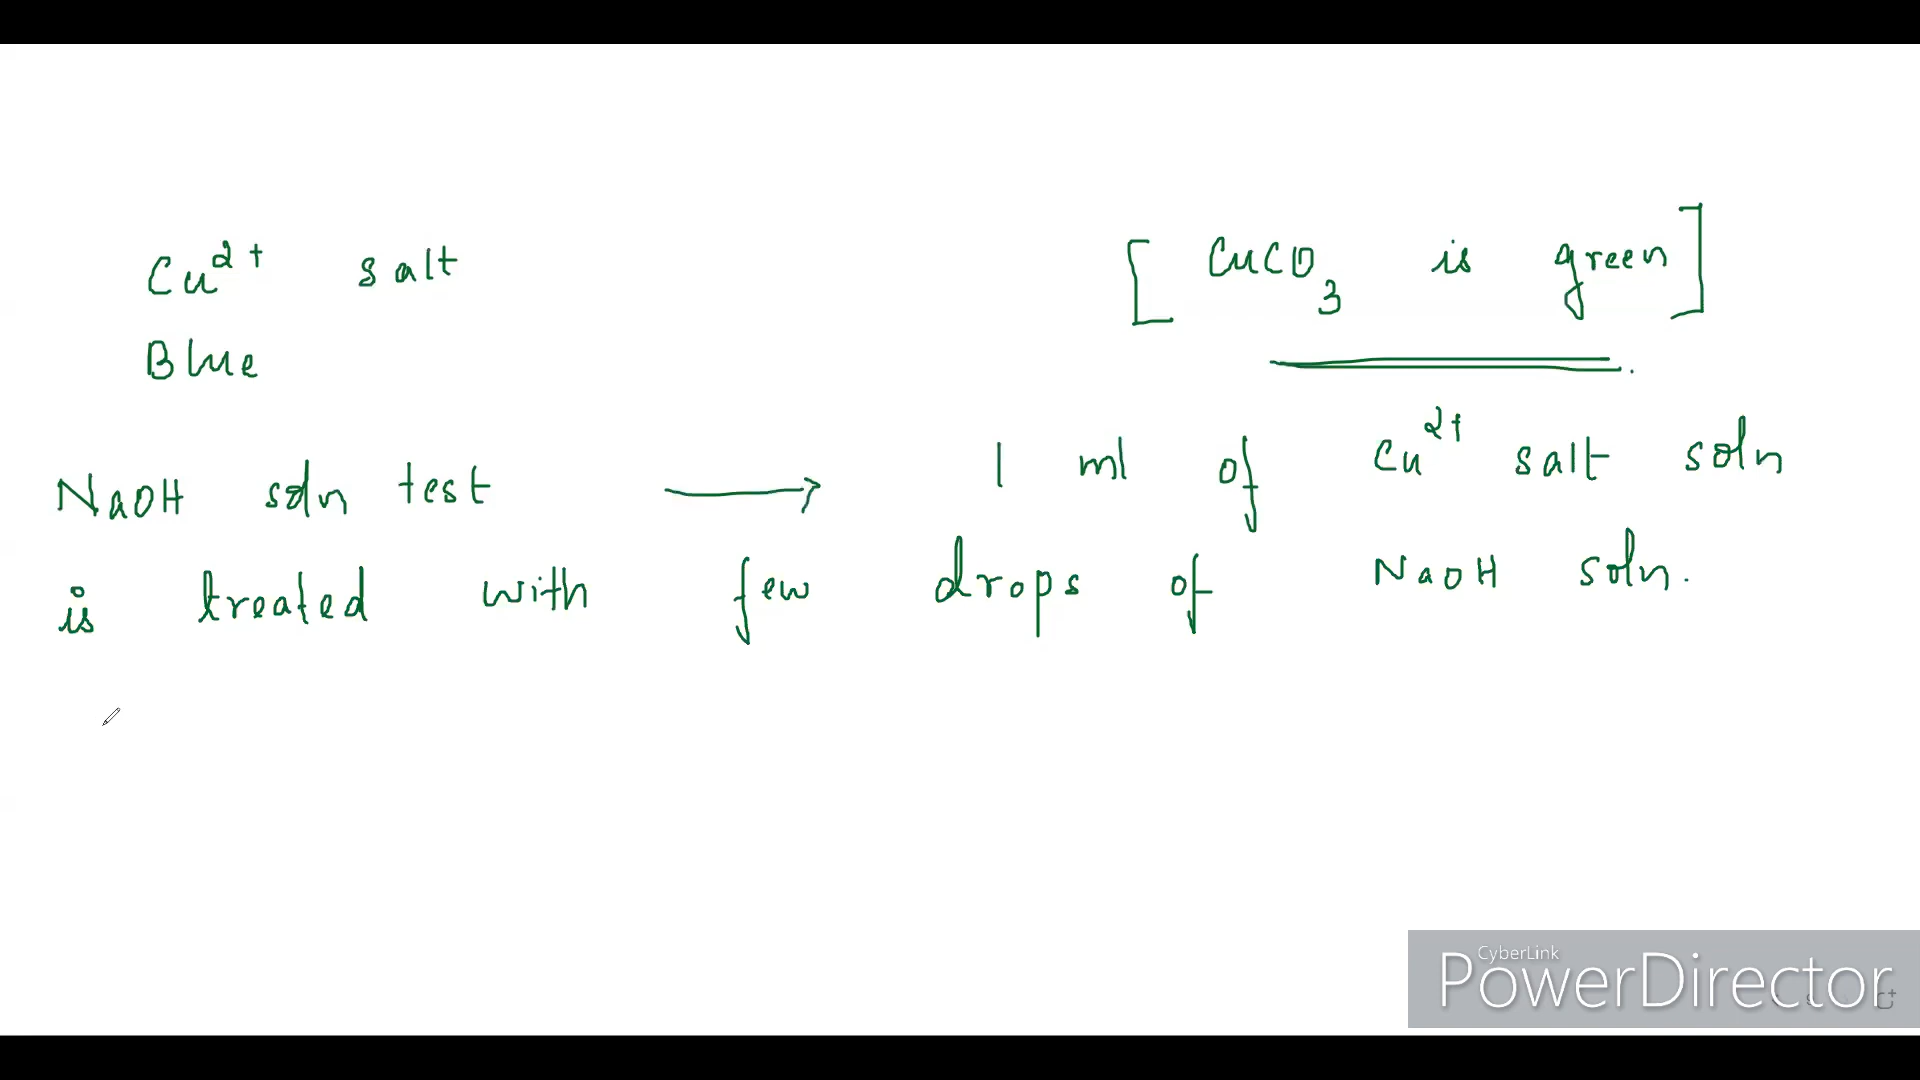 Cu²⁺ salt
[ CuCO₃ is green ]
Blue
NaOH soln test → 1 ml of Cu²⁺ salt soln
is treated with few drops of NaOH soln.
CyberLink
PowerDirector